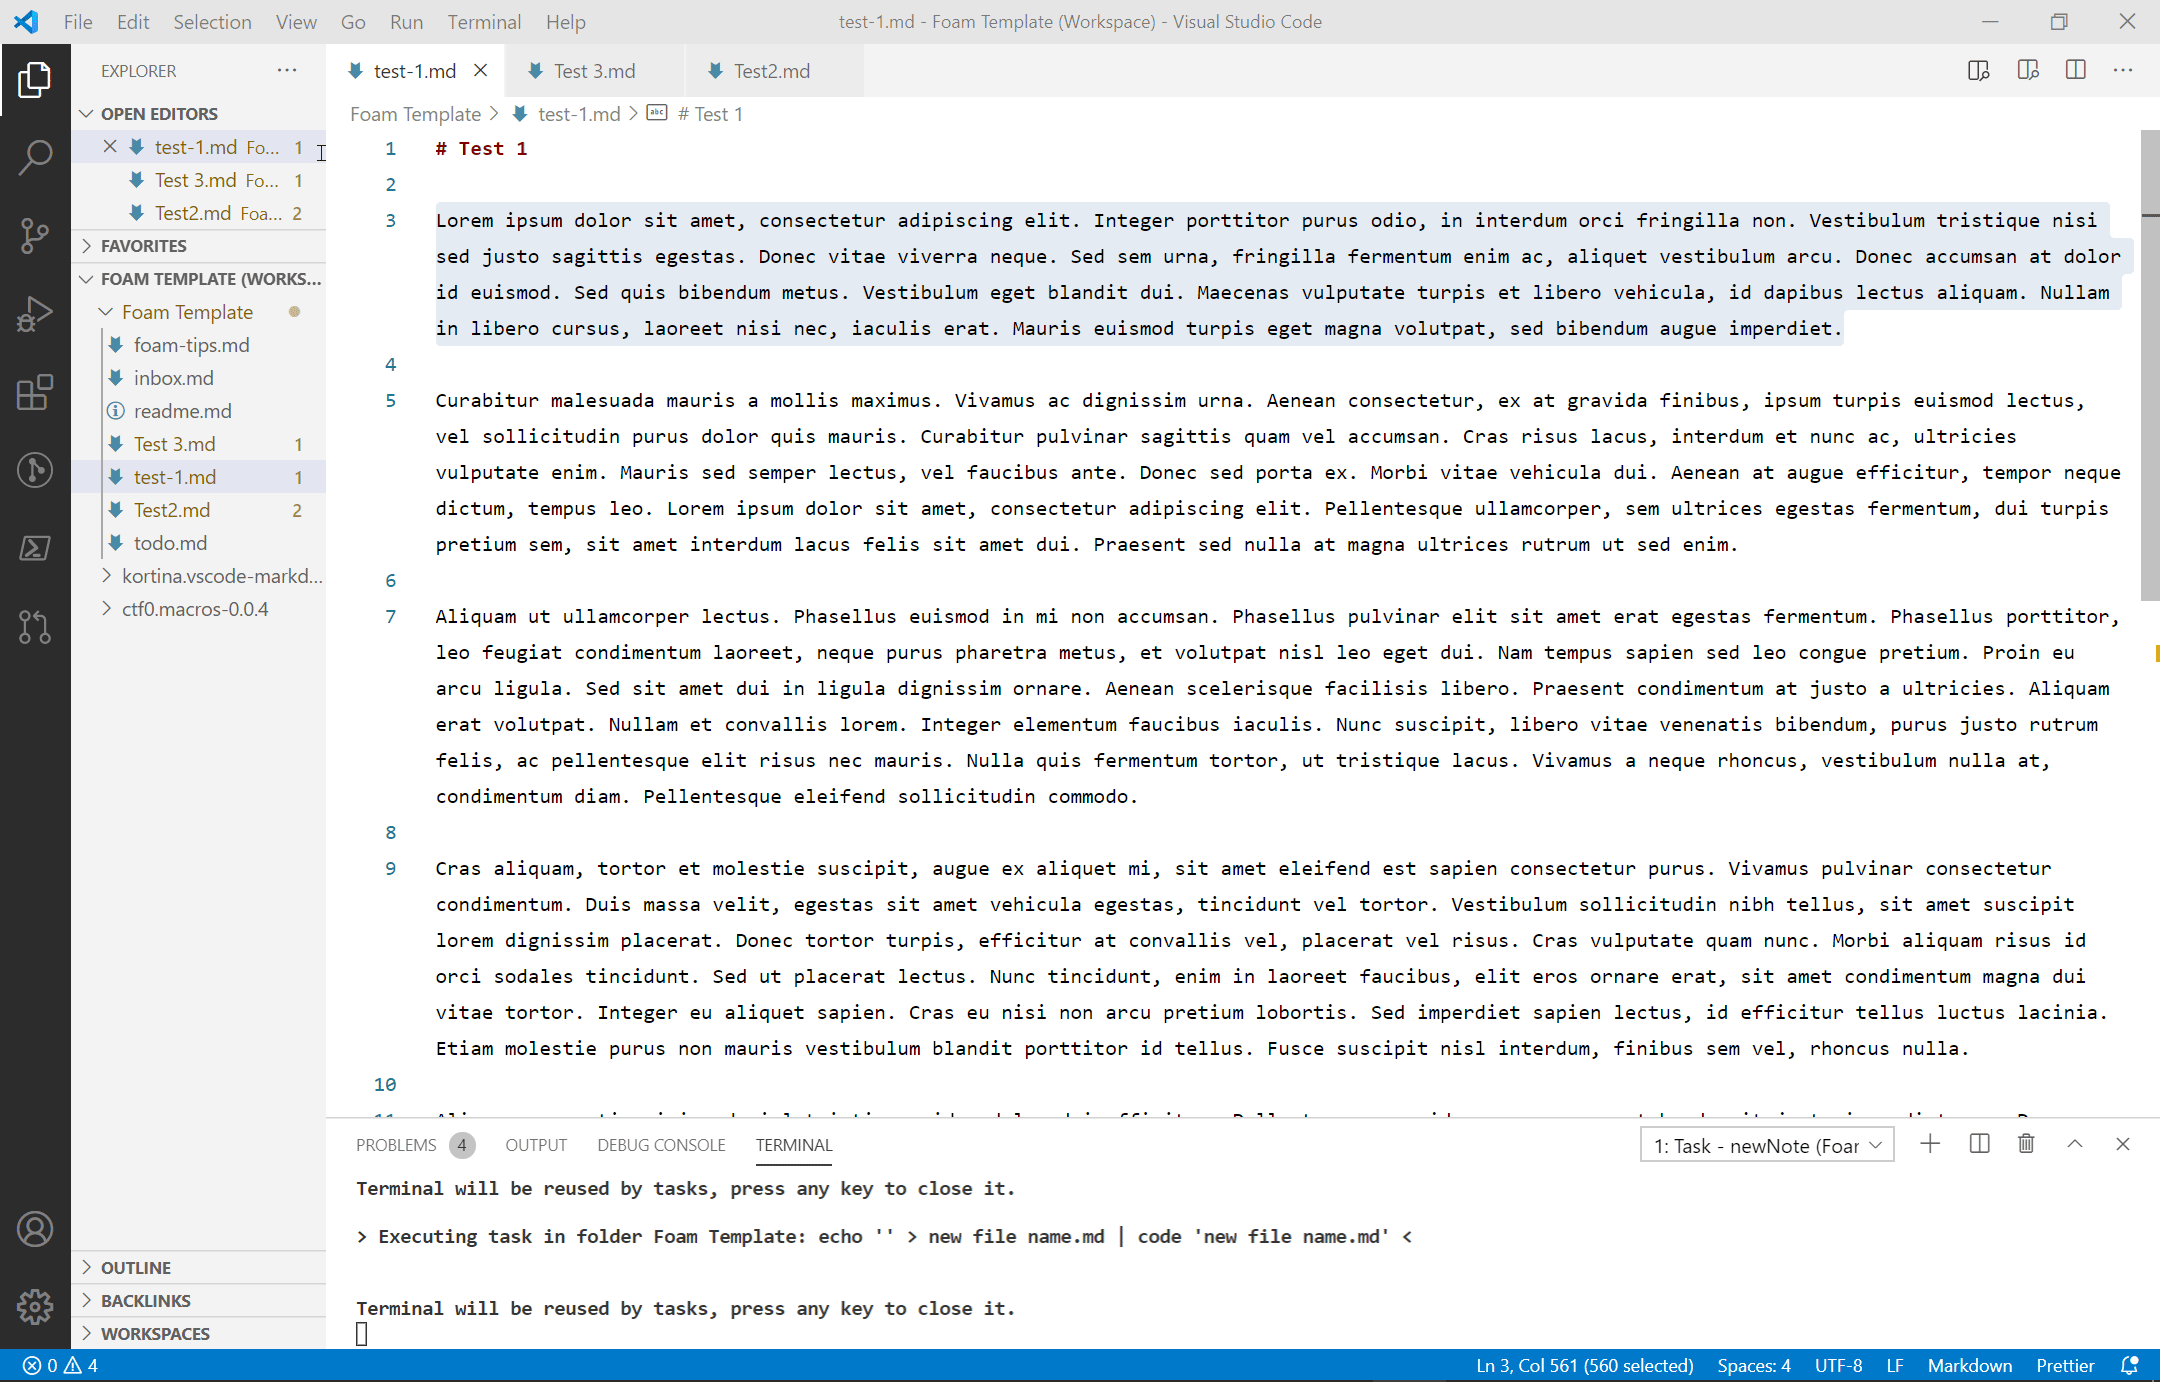 File Edit Selection View Go Run Terminal Help
test-1.md - Foam Template (Workspace) - Visual Studio Code
EXPLORER
OPEN EDITORS
test-1.md Fo... 1
Test 3.md Fo... 1
Test2.md Foa... 2
FAVORITES
FOAM TEMPLATE (WORKS...
Foam Template
foam-tips.md
inbox.md
readme.md
Test 3.md 1
test-1.md 1
Test2.md 2
todo.md
kortina.vscode-markd...
ctf0.macros-0.0.4
OUTLINE
BACKLINKS
WORKSPACES
test-1.md Test 3.md Test2.md
Foam Template > test-1.md > abc # Test 1
1 # Test 1
2
3 Lorem ipsum dolor sit amet, consectetur adipiscing elit. Integer porttitor purus odio, in interdum orci fringilla non. Vestibulum tristique nisi
sed justo sagittis egestas. Donec vitae viverra neque. Sed sem urna, fringilla fermentum enim ac, aliquet vestibulum arcu. Donec accumsan at dolor
id euismod. Sed quis bibendum metus. Vestibulum eget blandit dui. Maecenas vulputate turpis et libero vehicula, id dapibus lectus aliquam. Nullam
in libero cursus, laoreet nisi nec, iaculis erat. Mauris euismod turpis eget magna volutpat, sed bibendum augue imperdiet.
4
5 Curabitur malesuada mauris a mollis maximus. Vivamus ac dignissim urna. Aenean consectetur, ex at gravida finibus, ipsum turpis euismod lectus,
vel sollicitudin purus dolor quis mauris. Curabitur pulvinar sagittis quam vel accumsan. Cras risus lacus, interdum et nunc ac, ultricies
vulputate enim. Mauris sed semper lectus, vel faucibus ante. Donec sed porta ex. Morbi vitae vehicula dui. Aenean at augue efficitur, tempor neque
dictum, tempus leo. Lorem ipsum dolor sit amet, consectetur adipiscing elit. Pellentesque ullamcorper, sem ultrices egestas fermentum, dui turpis
pretium sem, sit amet interdum lacus felis sit amet dui. Praesent sed nulla at magna ultrices rutrum ut sed enim.
6
7 Aliquam ut ullamcorper lectus. Phasellus euismod in mi non accumsan. Phasellus pulvinar elit sit amet erat egestas fermentum. Phasellus porttitor,
leo feugiat condimentum laoreet, neque purus pharetra metus, et volutpat nisl leo eget dui. Nam tempus sapien sed leo congue pretium. Proin eu
arcu ligula. Sed sit amet dui in ligula dignissim ornare. Aenean scelerisque facilisis libero. Praesent condimentum at justo a ultricies. Aliquam
erat volutpat. Nullam et convallis lorem. Integer elementum faucibus iaculis. Nunc suscipit, libero vitae venenatis bibendum, purus justo rutrum
felis, ac pellentesque elit risus nec mauris. Nulla quis fermentum tortor, ut tristique lacus. Vivamus a neque rhoncus, vestibulum nulla at,
condimentum diam. Pellentesque eleifend sollicitudin commodo.
8
9 Cras aliquam, tortor et molestie suscipit, augue ex aliquet mi, sit amet eleifend est sapien consectetur purus. Vivamus pulvinar consectetur
condimentum. Duis massa velit, egestas sit amet vehicula egestas, tincidunt vel tortor. Vestibulum sollicitudin nibh tellus, sit amet suscipit
lorem dignissim placerat. Donec tortor turpis, efficitur at convallis vel, placerat vel risus. Cras vulputate quam nunc. Morbi aliquam risus id
orci sodales tincidunt. Sed ut placerat lectus. Nunc tincidunt, enim in laoreet faucibus, elit eros ornare erat, sit amet condimentum magna dui
vitae tortor. Integer eu aliquet sapien. Cras eu nisi non arcu pretium lobortis. Sed imperdiet sapien lectus, id efficitur tellus luctus lacinia.
Etiam molestie purus non mauris vestibulum blandit porttitor id tellus. Fusce suscipit nisl interdum, finibus sem vel, rhoncus nulla.
10
PROBLEMS 4 OUTPUT DEBUG CONSOLE TERMINAL 1: Task - newNote (Foar
Terminal will be reused by tasks, press any key to close it.
> Executing task in folder Foam Template: echo '' > new file name.md | code 'new file name.md' <
Terminal will be reused by tasks, press any key to close it.
0 4 Ln 3, Col 561 (560 selected) Spaces: 4 UTF-8 LF Markdown Prettier